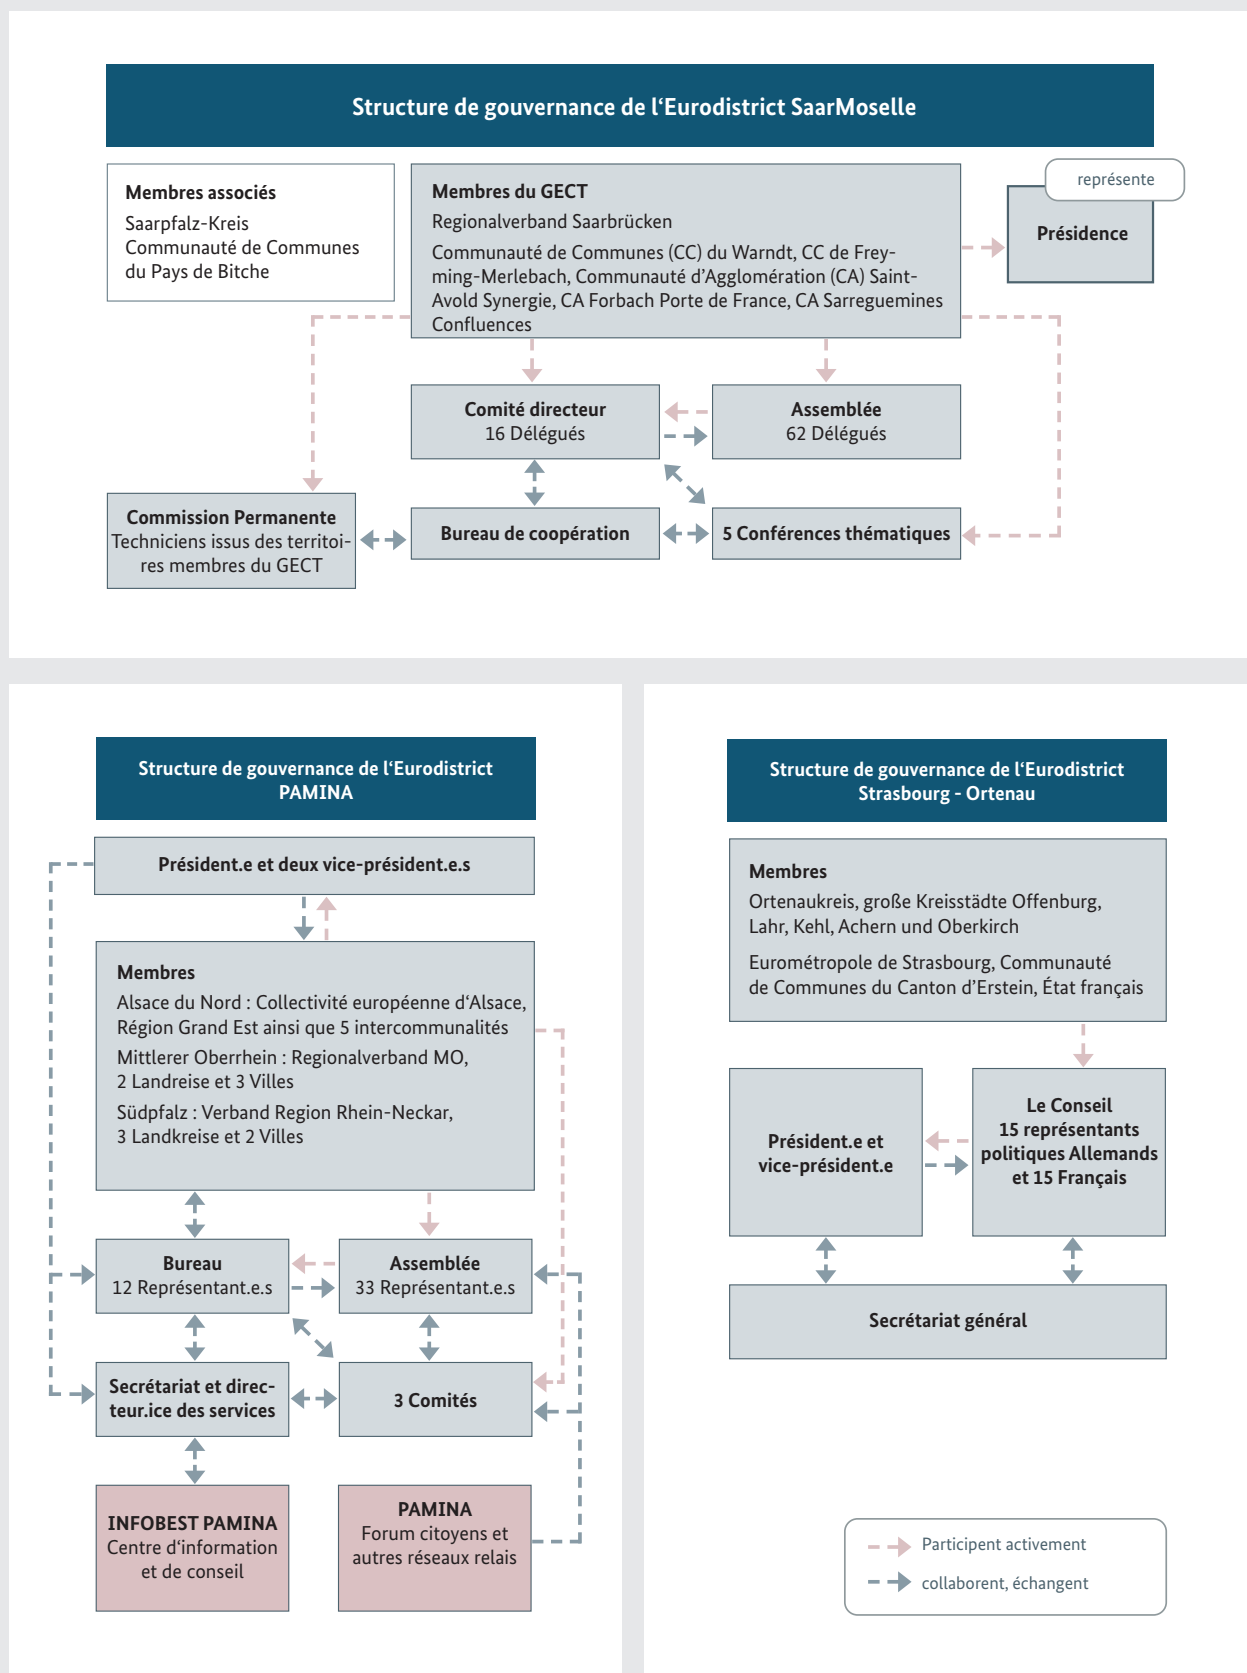 Structure de gouvernance de l‘Eurodistrict SaarMoselle
Membres associés
Saarpfalz-Kreis
Communauté de Communes
du Pays de Bitche
Membres du GECT
Regionalverband Saarbrücken
Communauté de Communes (CC) du Warndt, CC de Frey-
ming-Merlebach, Communauté d’Agglomération (CA) Saint-
Avold Synergie, CA Forbach Porte de France, CA Sarreguemines
Confluences
représente
Présidence
Comité directeur
16 Délégués
Assemblée
62 Délégués
Commission Permanente
Techniciens issus des territoi-
res membres du GECT
Bureau de coopération
5 Conférences thématiques
Structure de gouvernance de l‘Eurodistrict
PAMINA
Président.e et deux vice-président.e.s
Membres
Alsace du Nord : Collectivité européenne d‘Alsace,
Région Grand Est ainsi que 5 intercommunalités
Mittlerer Oberrhein : Regionalverband MO,
2 Landreise et 3 Villes
Südpfalz : Verband Region Rhein-Neckar,
3 Landkreise et 2 Villes
Bureau
12 Représentant.e.s
Assemblée
33 Représentant.e.s
Secrétariat et direc-
teur.ice des services
3 Comités
INFOBEST PAMINA
Centre d‘information
et de conseil
PAMINA
Forum citoyens et
autres réseaux relais
Structure de gouvernance de l‘Eurodistrict
Strasbourg - Ortenau
Membres
Ortenaukreis, große Kreisstädte Offenburg,
Lahr, Kehl, Achern und Oberkirch
Eurométropole de Strasbourg, Communauté
de Communes du Canton d’Erstein, État français
Président.e et
vice-président.e
Le Conseil
15 représentants
politiques Allemands
et 15 Français
Secrétariat général
Participent activement
collaborent, échangent